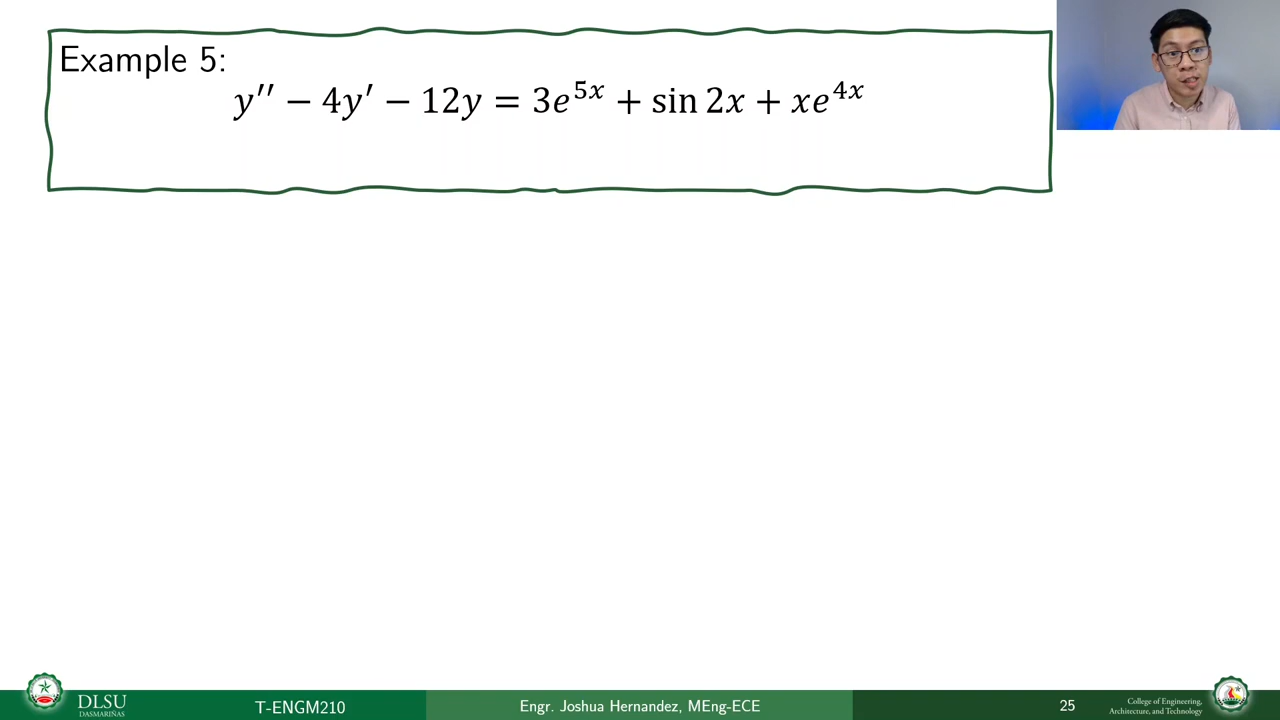 Example 5:
y′′ − 4y′ − 12y = 3e^{5x} + sin 2x + xe^{4x}
DLSU
DASMARIÑAS
T-ENGM210
Engr. Joshua Hernandez, MEng-ECE
25
College of Engineering,
Architecture, and Technology